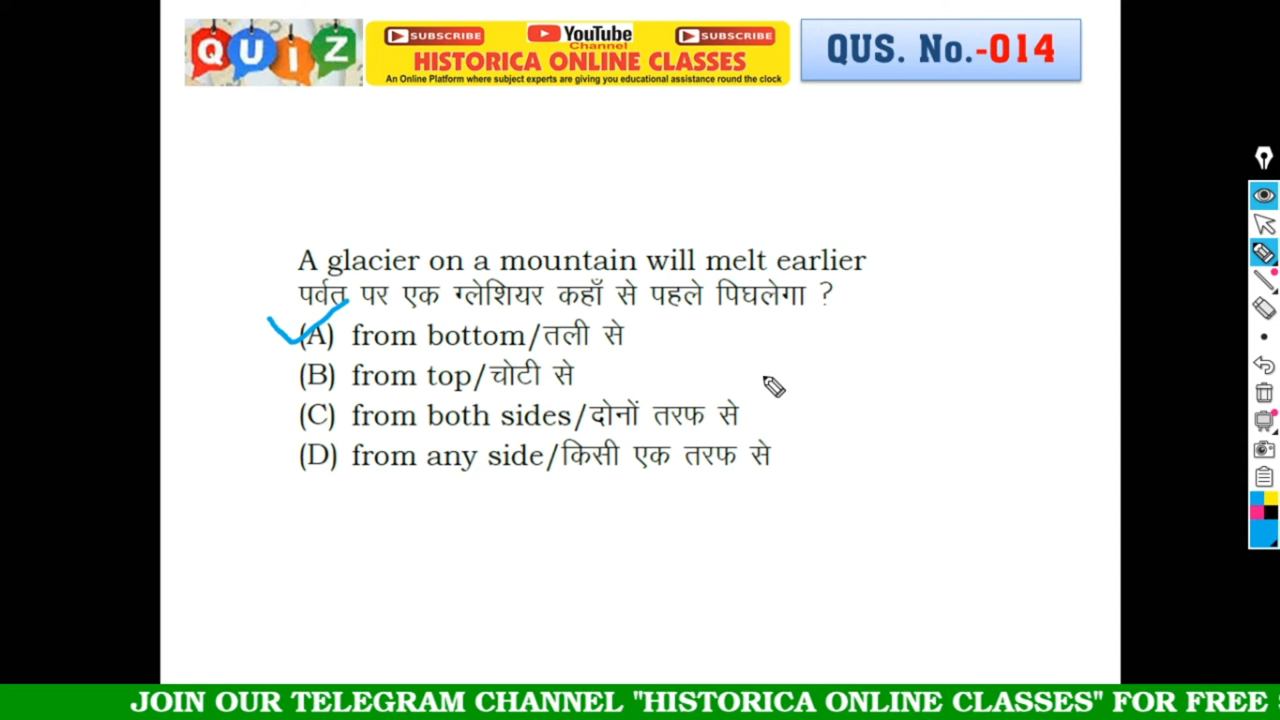 QUIZ
SUBSCRIBE
YouTube
Channel
SUBSCRIBE
HISTORICA ONLINE CLASSES
An Online Platform where subject experts are giving you educational assistance round the clock
QUS. No.-014
A glacier on a mountain will melt earlier
पर्वत पर एक ग्लेशियर कहाँ से पहले पिघलेगा ?
(A) from bottom/तली से
(B) from top/चोटी से
(C) from both sides/दोनों तरफ से
(D) from any side/किसी एक तरफ से
JOIN OUR TELEGRAM CHANNEL "HISTORICA ONLINE CLASSES" FOR FREE